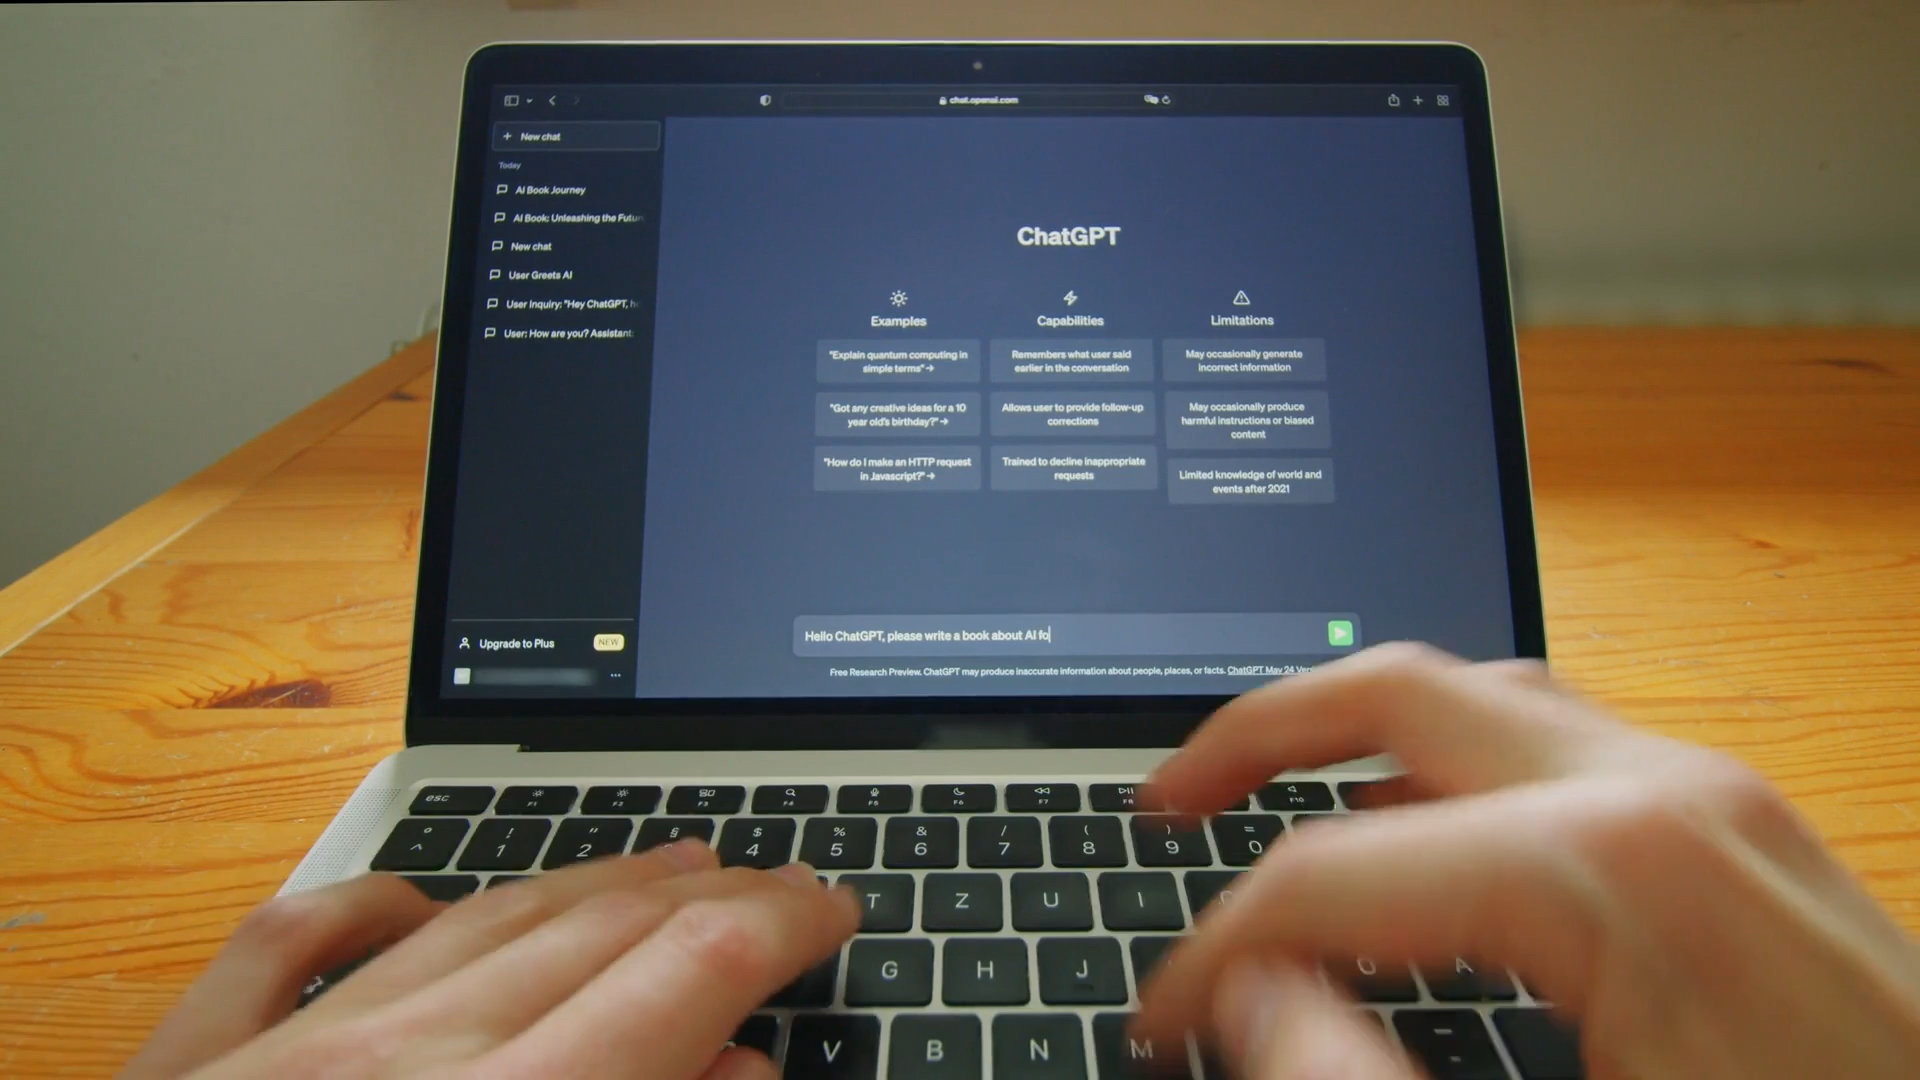 chat.openai.com
New chat
Today
AI Book Journey
AI Book: Unleashing the Futur
New chat
User Greets AI
User Inquiry: "Hey ChatGPT, h
User: How are you? Assistant:
Upgrade to Plus
NEW
ChatGPT
Examples
"Explain quantum computing in
simple terms" →
"Got any creative ideas for a 10
year old's birthday?" →
"How do I make an HTTP request
in Javascript?" →
Capabilities
Remembers what user said
earlier in the conversation
Allows user to provide follow-up
corrections
Trained to decline inappropriate
requests
Limitations
May occasionally generate
incorrect information
May occasionally produce
harmful instructions or biased
content
Limited knowledge of world and
events after 2021
Hello ChatGPT, please write a book about AI fo
Free Research Preview. ChatGPT may produce inaccurate information about people, places, or facts. ChatGPT May 24
esc F1 F2 F3 F4 F5 F6 F7 F8 F10
° ! " § $ % & / ( ) =
^ 1 2 4 5 6 7 8 9 0
T Z U I
G H J Ö Ä
V B N M